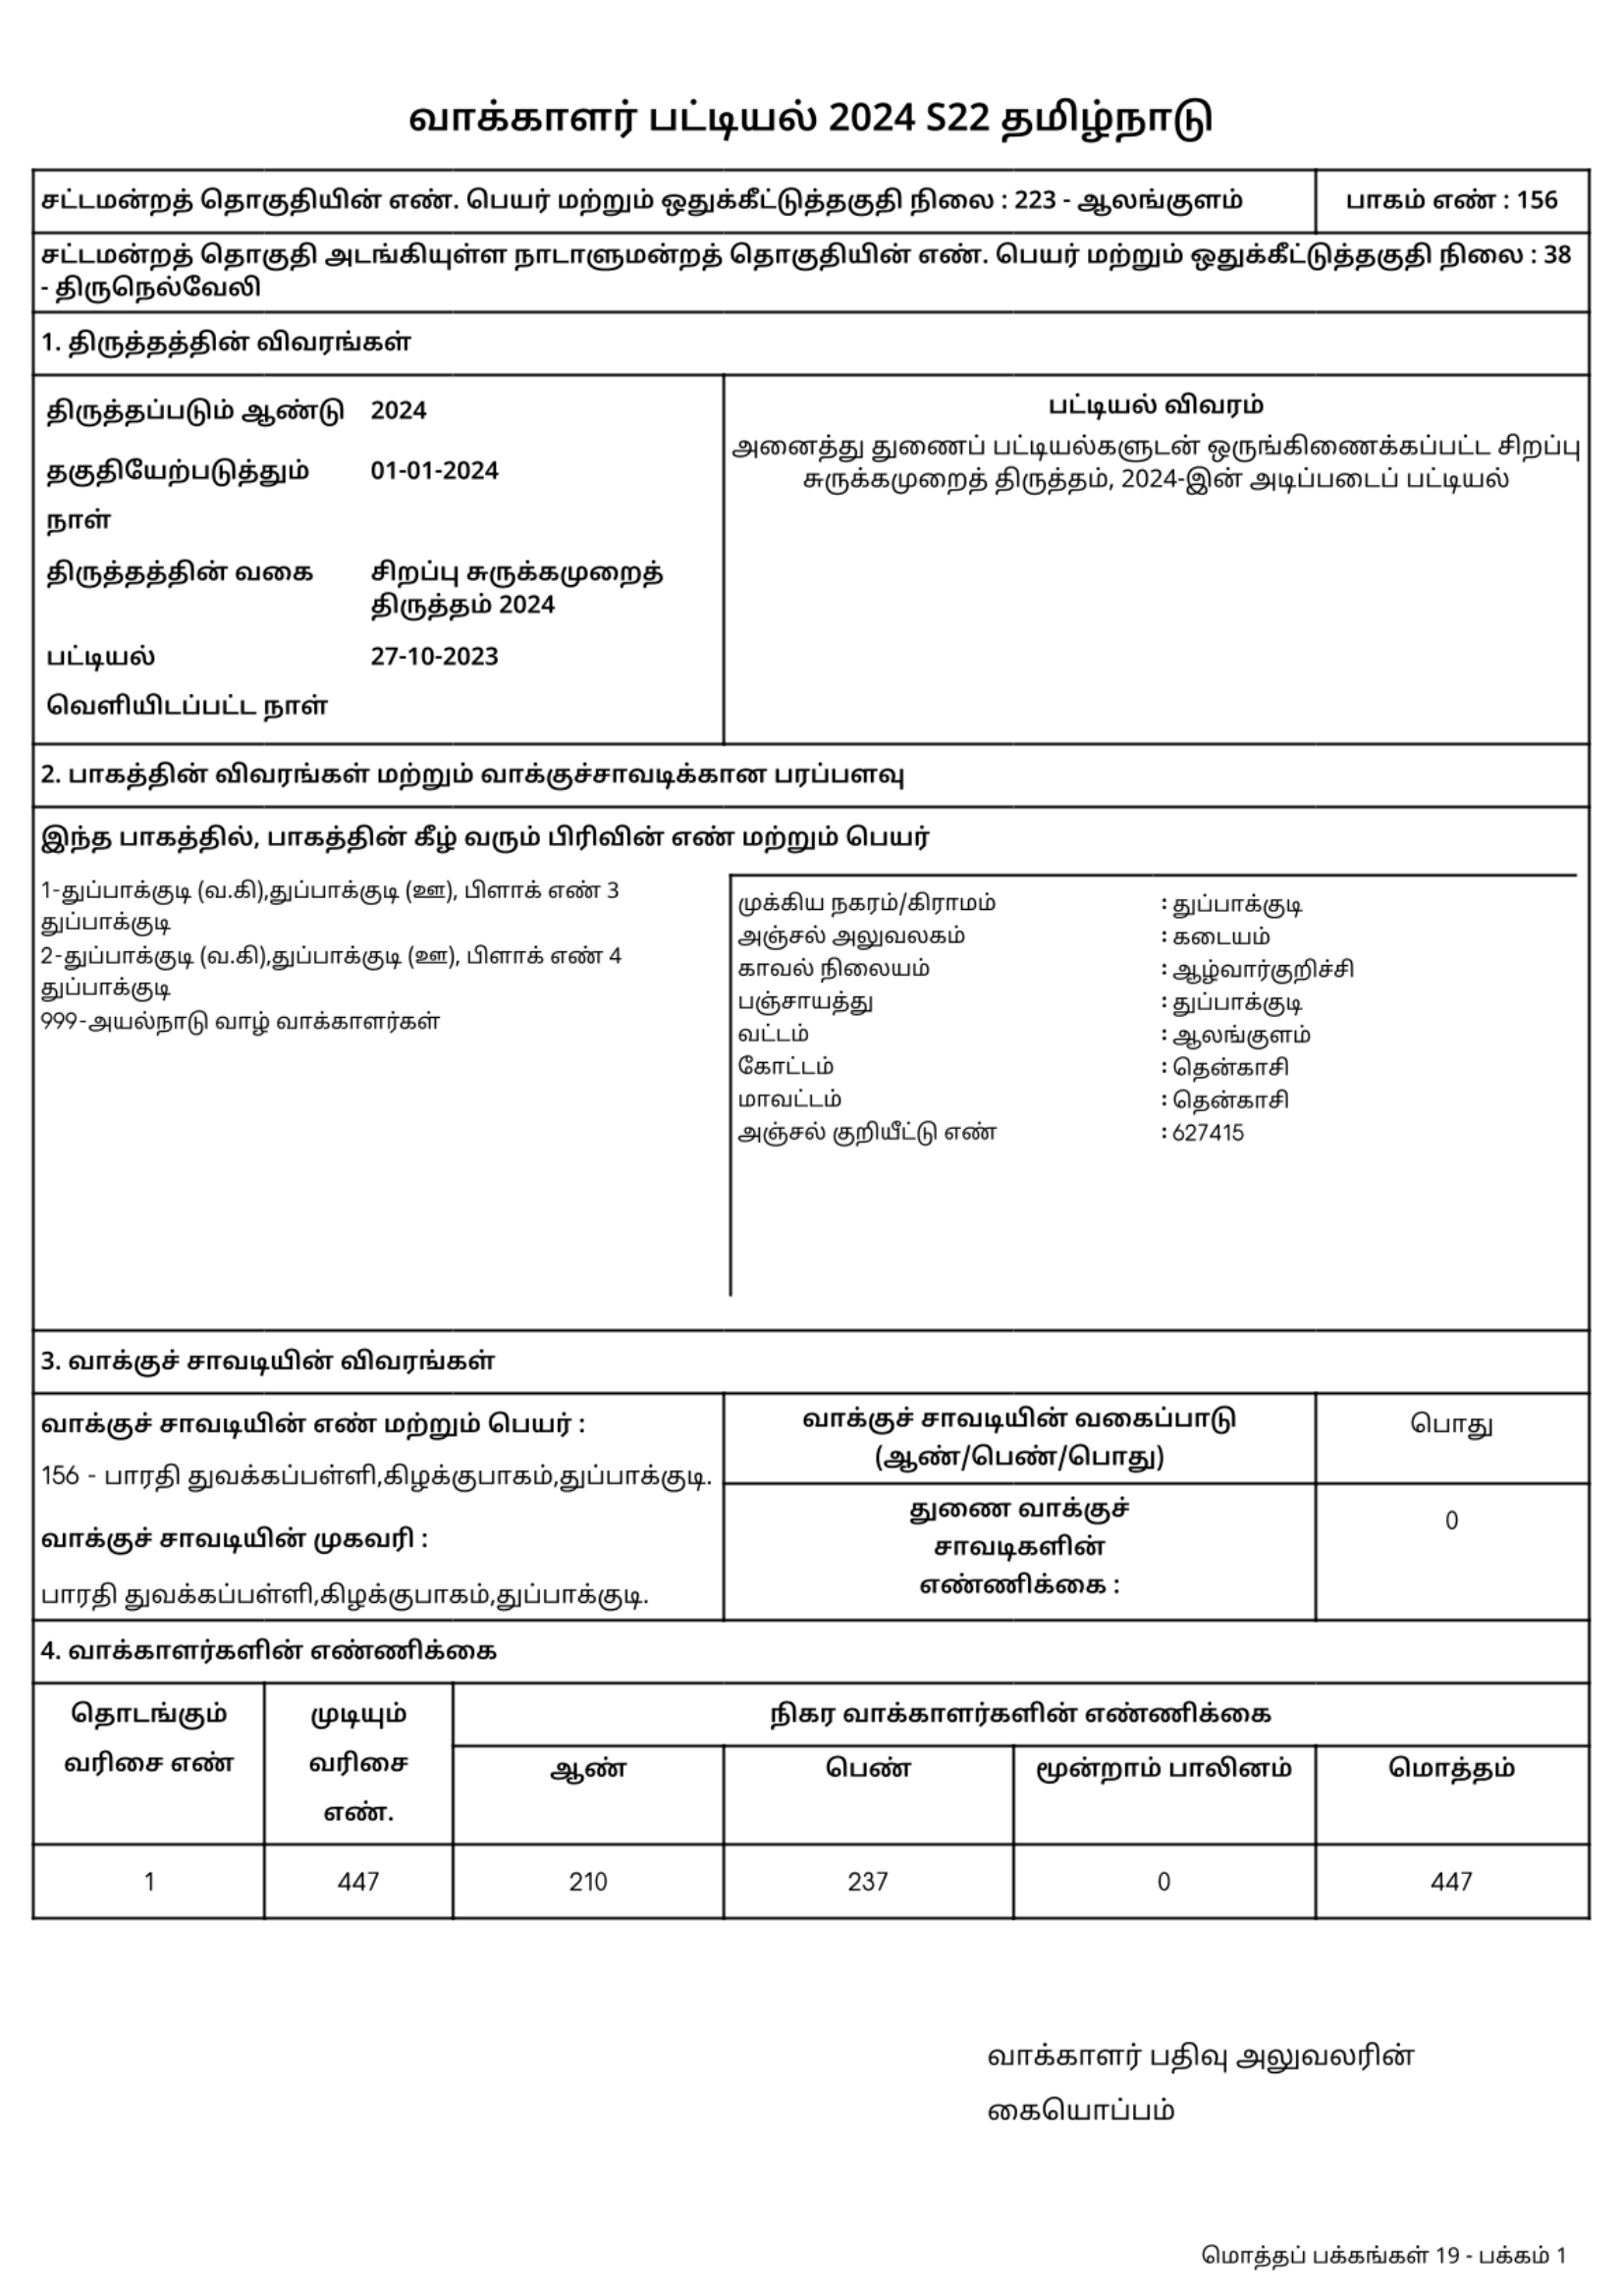 வாக்காளர் பட்டியல் 2024 S22 தமிழ்நாடு
சட்டமன்றத் தொகுதியின் எண். பெயர் மற்றும் ஒதுக்கீட்டுத்தகுதி நிலை : 223 - ஆலங்குளம்
பாகம் எண் : 156
சட்டமன்றத் தொகுதி அடங்கியுள்ள நாடாளுமன்றத் தொகுதியின் எண். பெயர் மற்றும் ஒதுக்கீட்டுத்தகுதி நிலை : 38
- திருநெல்வேலி
1. திருத்தத்தின் விவரங்கள்
திருத்தப்படும் ஆண்டு 2024
தகுதியேற்படுத்தும் 01-01-2024
நாள்
திருத்தத்தின் வகை சிறப்பு சுருக்கமுறைத்
திருத்தம் 2024
பட்டியல் 27-10-2023
வெளியிடப்பட்ட நாள்
பட்டியல் விவரம்
அனைத்து துணைப் பட்டியல்களுடன் ஒருங்கிணைக்கப்பட்ட சிறப்பு
சுருக்கமுறைத் திருத்தம், 2024-இன் அடிப்படைப் பட்டியல்
2. பாகத்தின் விவரங்கள் மற்றும் வாக்குச்சாவடிக்கான பரப்பளவு
இந்த பாகத்தில், பாகத்தின் கீழ் வரும் பிரிவின் எண் மற்றும் பெயர்
1-துப்பாக்குடி (வ.கி),துப்பாக்குடி (ஊ), பிளாக் எண் 3
துப்பாக்குடி
2-துப்பாக்குடி (வ.கி),துப்பாக்குடி (ஊ), பிளாக் எண் 4
துப்பாக்குடி
999-அயல்நாடு வாழ் வாக்காளர்கள்
முக்கிய நகரம்/கிராமம் : துப்பாக்குடி
அஞ்சல் அலுவலகம் : கடையம்
காவல் நிலையம் : ஆழ்வார்குறிச்சி
பஞ்சாயத்து : துப்பாக்குடி
வட்டம் : ஆலங்குளம்
கோட்டம் : தென்காசி
மாவட்டம் : தென்காசி
அஞ்சல் குறியீட்டு எண் : 627415
3. வாக்குச் சாவடியின் விவரங்கள்
வாக்குச் சாவடியின் எண் மற்றும் பெயர் :
156 - பாரதி துவக்கப்பள்ளி,கிழக்குபாகம்,துப்பாக்குடி.
வாக்குச் சாவடியின் முகவரி :
பாரதி துவக்கப்பள்ளி,கிழக்குபாகம்,துப்பாக்குடி.
வாக்குச் சாவடியின் வகைப்பாடு
(ஆண்/பெண்/பொது)
பொது
துணை வாக்குச்
சாவடிகளின்
எண்ணிக்கை :
0
4. வாக்காளர்களின் எண்ணிக்கை
தொடங்கும்
வரிசை எண்
முடியும்
வரிசை
எண்.
நிகர வாக்காளர்களின் எண்ணிக்கை
ஆண் பெண் மூன்றாம் பாலினம் மொத்தம்
1 447 210 237 0 447
வாக்காளர் பதிவு அலுவலரின்
கையொப்பம்
மொத்தப் பக்கங்கள் 19 - பக்கம் 1